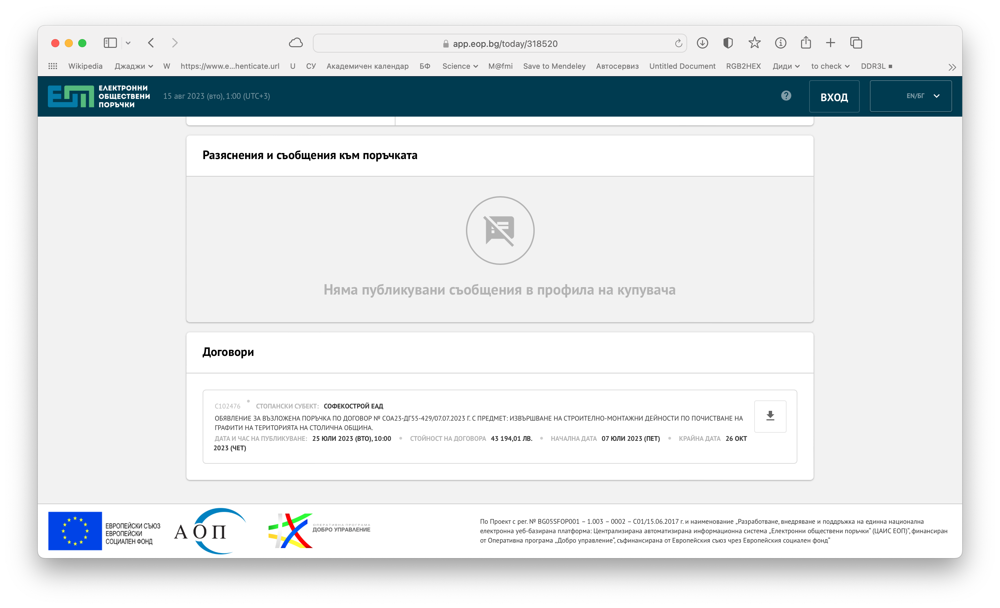 app.eop.bg/today/318520
Wikipedia Джаджи W https://www.e...henticate.url U СУ Академичен календар БФ Science M@fmi Save to Mendeley Автосервиз Untitled Document RGB2HEX Диди to check DDR3L
ЕЛЕКТРОННИ
ОБЩЕСТВЕНИ
ПОРЪЧКИ
15 авг 2023 (вто), 1:00 (UTC+3)
ВХОД
EN/БГ
Разяснения и съобщения към поръчката
Няма публикувани съобщения в профила на купувача
Договори
C102476 • СТОПАНСКИ СУБЕКТ: СОФЕКОСТРОЙ ЕАД
ОБЯВЛЕНИЕ ЗА ВЪЗЛОЖЕНА ПОРЪЧКА ПО ДОГОВОР № СОА23-ДГ55-429/07.07.2023 Г. С ПРЕДМЕТ: ИЗВЪРШВАНЕ НА СТРОИТЕЛНО-МОНТАЖНИ ДЕЙНОСТИ ПО ПОЧИСТВАНЕ НА
ГРАФИТИ НА ТЕРИТОРИЯТА НА СТОЛИЧНА ОБЩИНА.
ДАТА И ЧАС НА ПУБЛИКУВАНЕ: 25 ЮЛИ 2023 (ВТО), 10:00 • СТОЙНОСТ НА ДОГОВОРА 43 194,01 ЛВ. • НАЧАЛНА ДАТА 07 ЮЛИ 2023 (ПЕТ) • КРАЙНА ДАТА 26 ОКТ
2023 (ЧЕТ)
ЕВРОПЕЙСКИ СЪЮЗ
ЕВРОПЕЙСКИ
СОЦИАЛЕН ФОНД
АОП
ОПЕРАТИВНА ПРОГРАМА
ДОБРО УПРАВЛЕНИЕ
По Проект с рег. № BG05SFOP001 – 1.003 – 0002 – C01/15.06.2017 г. и наименование „Разработване, внедряване и поддръжка на единна национална
електронна уеб-базирана платформа: Централизирана автоматизирана информационна система „Електронни обществени поръчки“ (ЦАИС ЕОП)“, финансиран
от Оперативна програма „Добро управление“, съфинансирана от Европейския съюз чрез Европейския социален фонд“